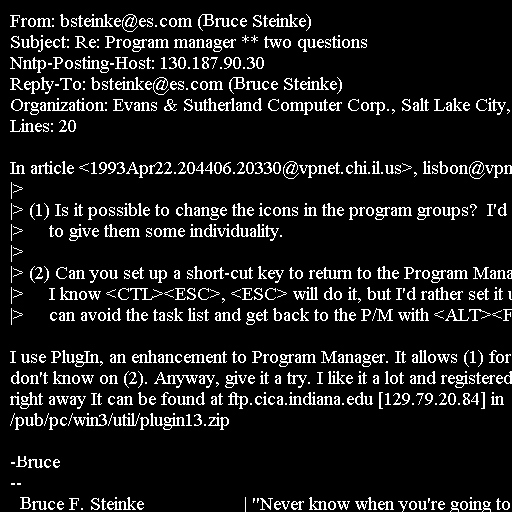 From: bsteinke@es.com (Bruce Steinke)
Subject: Re: Program manager ** two questions
Nntp-Posting-Host: 130.187.90.30
Reply-To: bsteinke@es.com (Bruce Steinke)
Organization: Evans & Sutherland Computer Corp., Salt Lake City,
Lines: 20

In article <1993Apr22.204406.20330@vpnet.chi.il.us>, lisbon@vpn
|>
|> (1) Is it possible to change the icons in the program groups?  I'd
|>     to give them some individuality.
|>
|> (2) Can you set up a short-cut key to return to the Program Mana
|>     I know <CTL><ESC>, <ESC> will do it, but I'd rather set it u
|>     can avoid the task list and get back to the P/M with <ALT><F

I use PlugIn, an enhancement to Program Manager. It allows (1) for
don't know on (2). Anyway, give it a try. I like it a lot and registered
right away It can be found at ftp.cica.indiana.edu [129.79.20.84] in
/pub/pc/win3/util/plugin13.zip

-Bruce
--
  Bruce F. Steinke                    | "Never know when you're going to